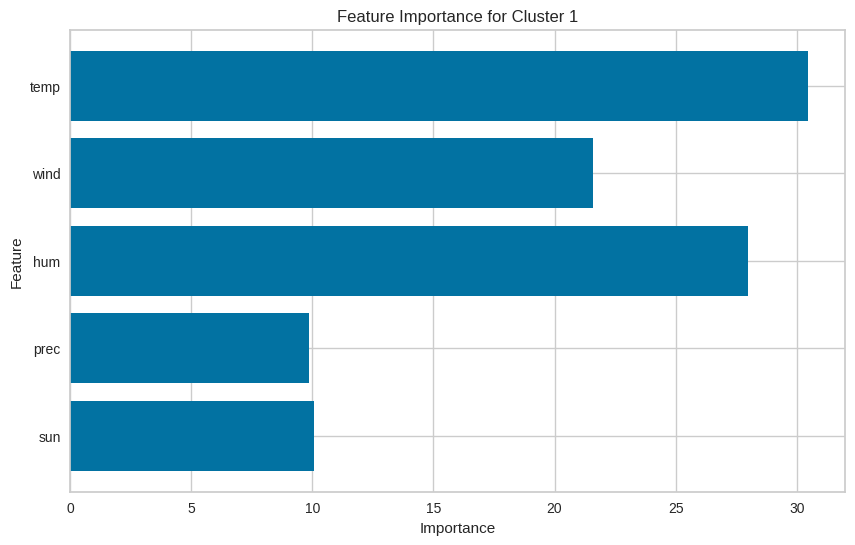 Feature Importance for Cluster 1
temp
wind
hum
prec
sun
Feature
0 5 10 15 20 25 30
Importance